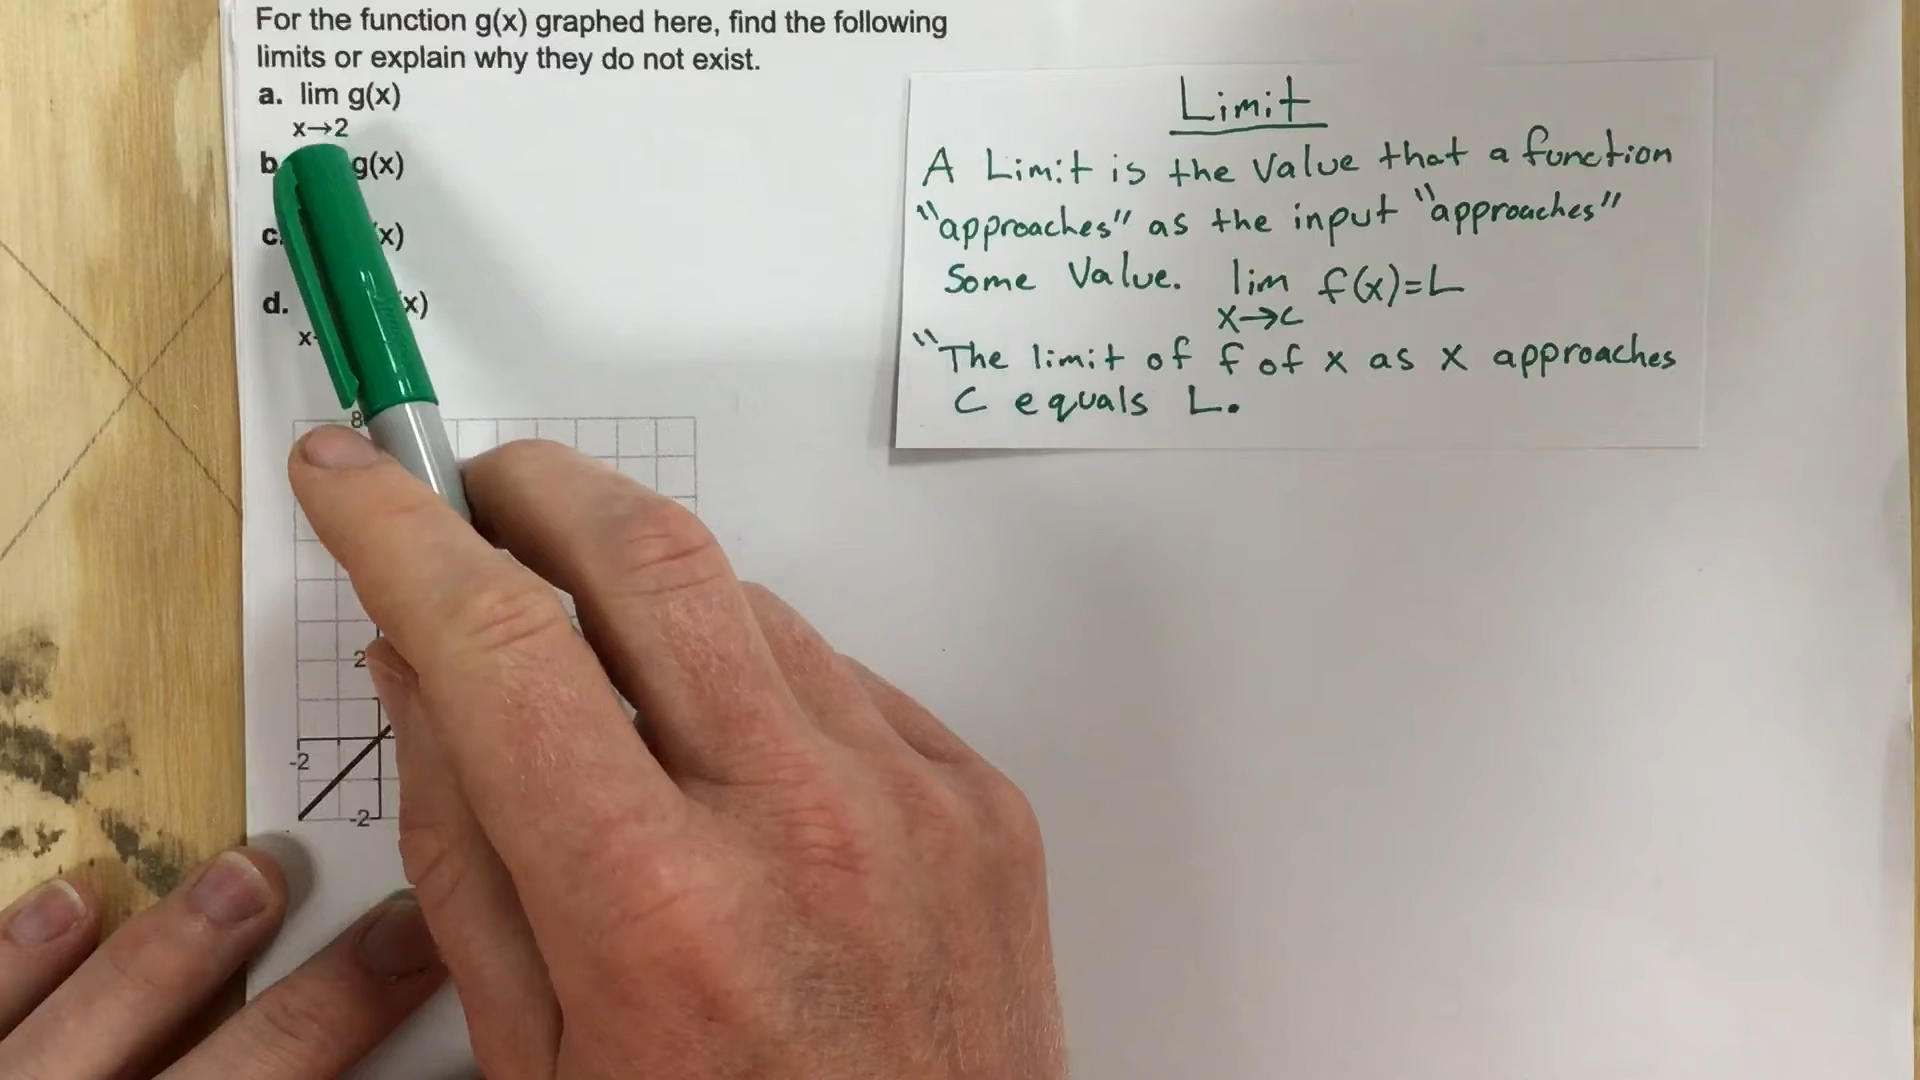 For the function g(x) graphed here, find the following
limits or explain why they do not exist.
a. lim g(x)
x→2
b g(x)
c. x)
d. x)
x
8
2
-2
-2
Limit
A Limit is the Value that a function
"approaches" as the input "approaches"
Some Value. lim f(x)=L
x→c
"The limit of f of x as x approaches
C equals L.